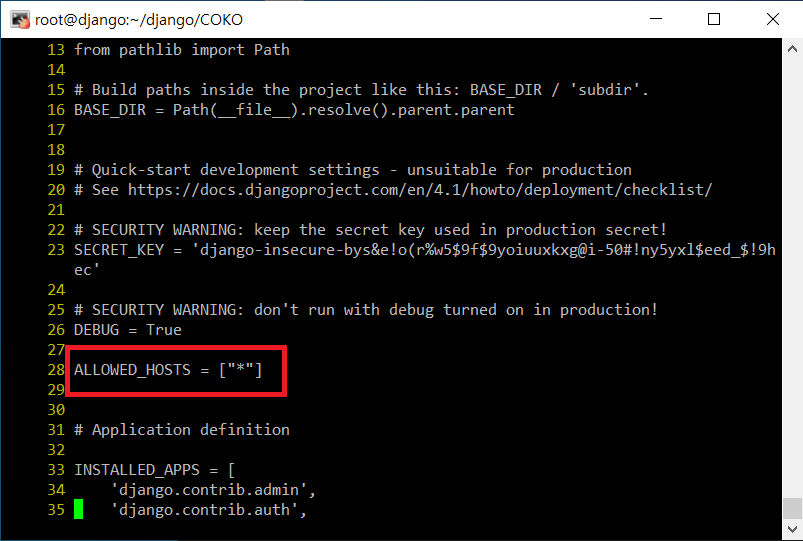 root@django:~/django/COKO
13 from pathlib import Path
14
15 # Build paths inside the project like this: BASE_DIR / 'subdir'.
16 BASE_DIR = Path(__file__).resolve().parent.parent
17
18
19 # Quick-start development settings - unsuitable for production
20 # See https://docs.djangoproject.com/en/4.1/howto/deployment/checklist/
21
22 # SECURITY WARNING: keep the secret key used in production secret!
23 SECRET_KEY = 'django-insecure-bys&e!o(r%w5$9f$9yoiuuxkxg@i-50#!ny5yxl$eed_$!9h
ec'
24
25 # SECURITY WARNING: don't run with debug turned on in production!
26 DEBUG = True
27
28 ALLOWED_HOSTS = ["*"]
29
30
31 # Application definition
32
33 INSTALLED_APPS = [
34     'django.contrib.admin',
35     'django.contrib.auth',